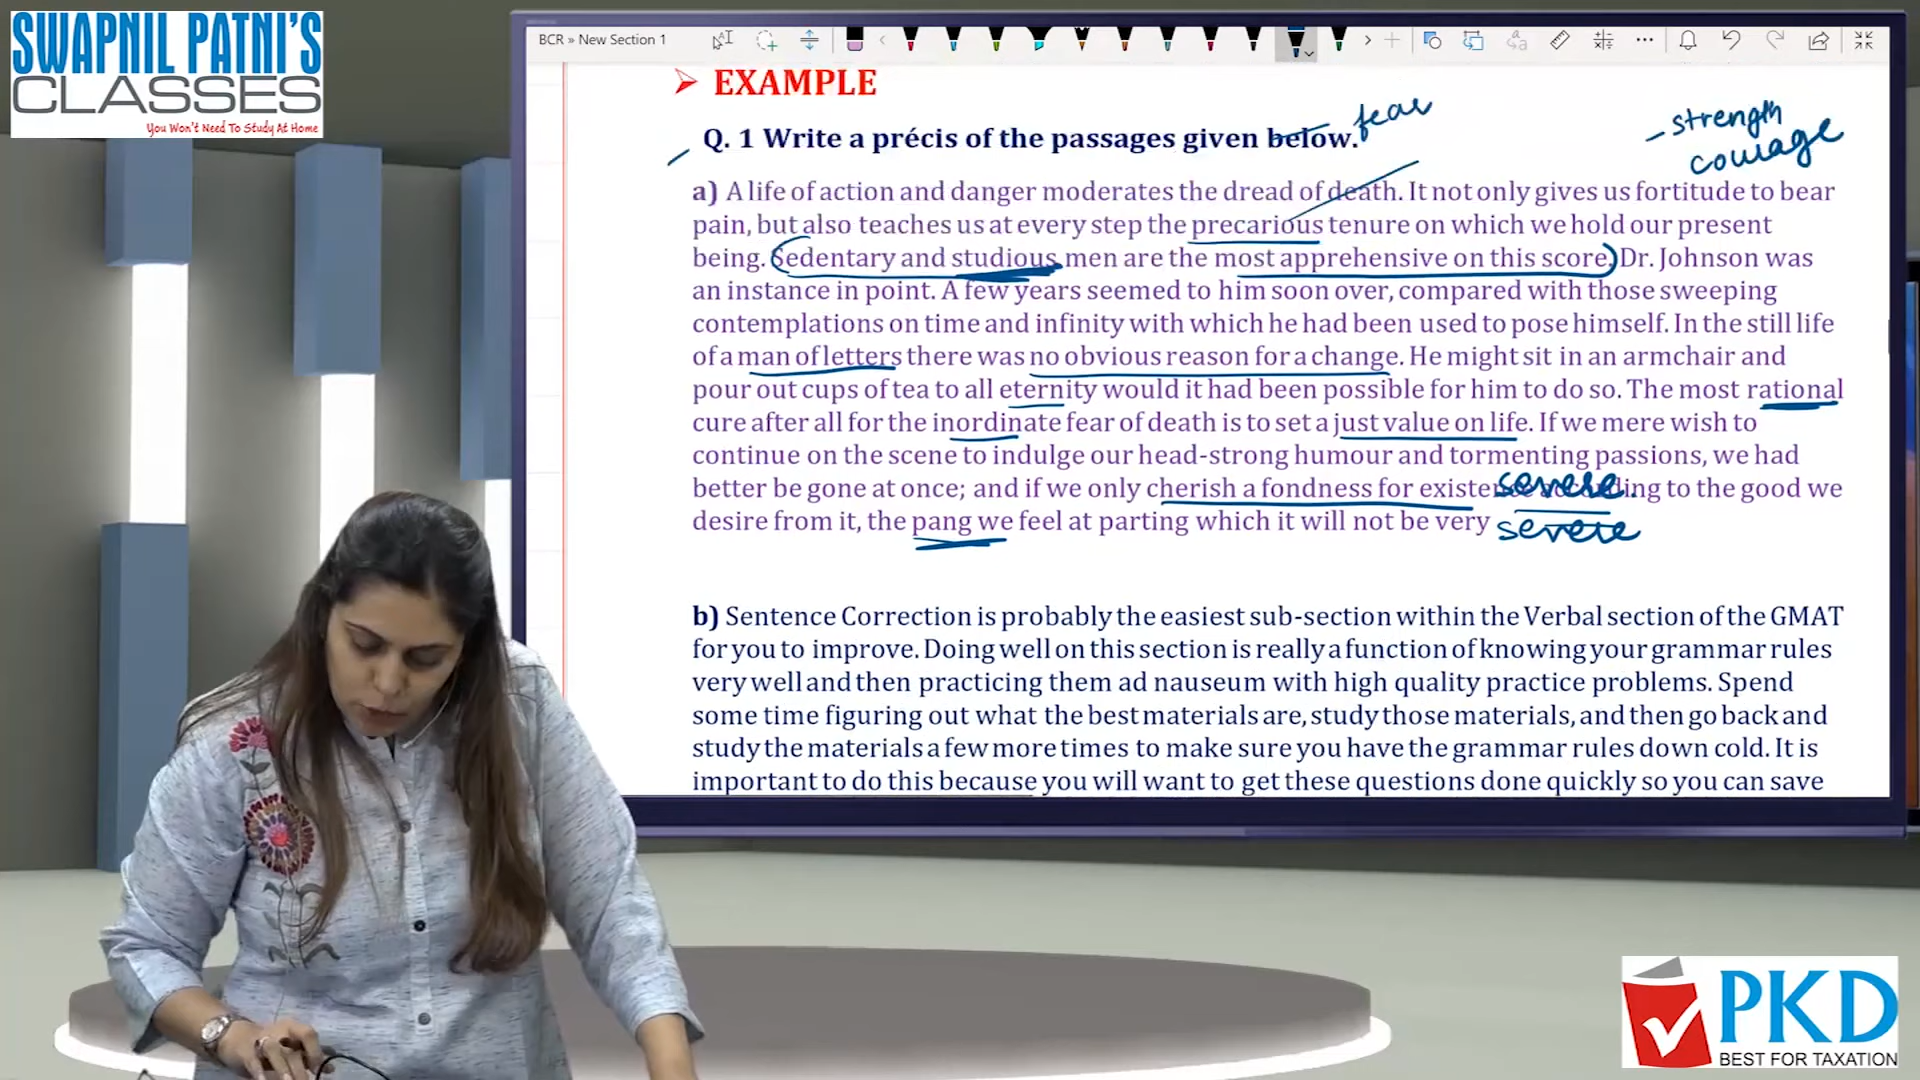 SWAPNIL PATNI'S
CLASSES
You Won't Need To Study At Home
BCR » New Section 1
EXAMPLE
Q. 1 Write a précis of the passages given below.
fear
strength
courage
a) A life of action and danger moderates the dread of death. It not only gives us fortitude to bear
pain, but also teaches us at every step the precarious tenure on which we hold our present
being. Sedentary and studious men are the most apprehensive on this score. Dr. Johnson was
an instance in point. A few years seemed to him soon over, compared with those sweeping
contemplations on time and infinity with which he had been used to pose himself. In the still life
of a man of letters there was no obvious reason for a change. He might sit in an armchair and
pour out cups of tea to all eternity would it had been possible for him to do so. The most rational
cure after all for the inordinate fear of death is to set a just value on life. If we mere wish to
continue on the scene to indulge our head-strong humour and tormenting passions, we had
better be gone at once; and if we only cherish a fondness for existence according to the good we
severe.
desire from it, the pang we feel at parting which it will not be very severe
b) Sentence Correction is probably the easiest sub-section within the Verbal section of the GMAT
for you to improve. Doing well on this section is really a function of knowing your grammar rules
very well and then practicing them ad nauseum with high quality practice problems. Spend
some time figuring out what the best materials are, study those materials, and then go back and
study the materials a few more times to make sure you have the grammar rules down cold. It is
important to do this because you will want to get these questions done quickly so you can save
PKD
BEST FOR TAXATION